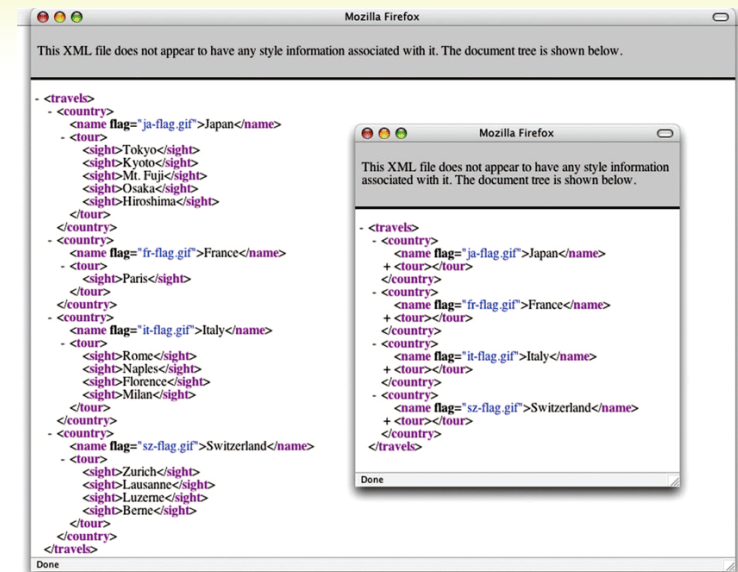 Mozilla Firefox
This XML file does not appear to have any style information associated with it. The document tree is shown below.
- <travels>
- <country>
<name flag="ja-flag.gif">Japan</name>
- <tour>
<sight>Tokyo</sight>
<sight>Kyoto</sight>
<sight>Mt. Fuji</sight>
<sight>Osaka</sight>
<sight>Hiroshima</sight>
</tour>
</country>
- <country>
<name flag="fr-flag.gif">France</name>
- <tour>
<sight>Paris</sight>
</tour>
</country>
- <country>
<name flag="it-flag.gif">Italy</name>
- <tour>
<sight>Rome</sight>
<sight>Naples</sight>
<sight>Florence</sight>
<sight>Milan</sight>
</tour>
</country>
- <country>
<name flag="sz-flag.gif">Switzerland</name>
- <tour>
<sight>Zurich</sight>
<sight>Lausanne</sight>
<sight>Luzerne</sight>
<sight>Berne</sight>
</tour>
</country>
</travels>
Done
Mozilla Firefox
This XML file does not appear to have any style information
associated with it. The document tree is shown below.
- <travels>
- <country>
<name flag="ja-flag.gif">Japan</name>
+ <tour></tour>
</country>
- <country>
<name flag="fr-flag.gif">France</name>
+ <tour></tour>
</country>
- <country>
<name flag="it-flag.gif">Italy</name>
+ <tour></tour>
</country>
- <country>
<name flag="sz-flag.gif">Switzerland</name>
+ <tour></tour>
</country>
</travels>
Done